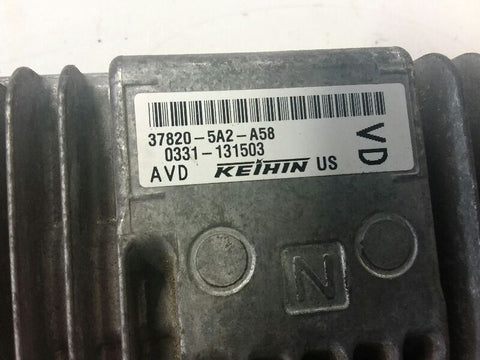 37820-5A2-A58
0331-131503
AVD KEIHIN US
VD
N